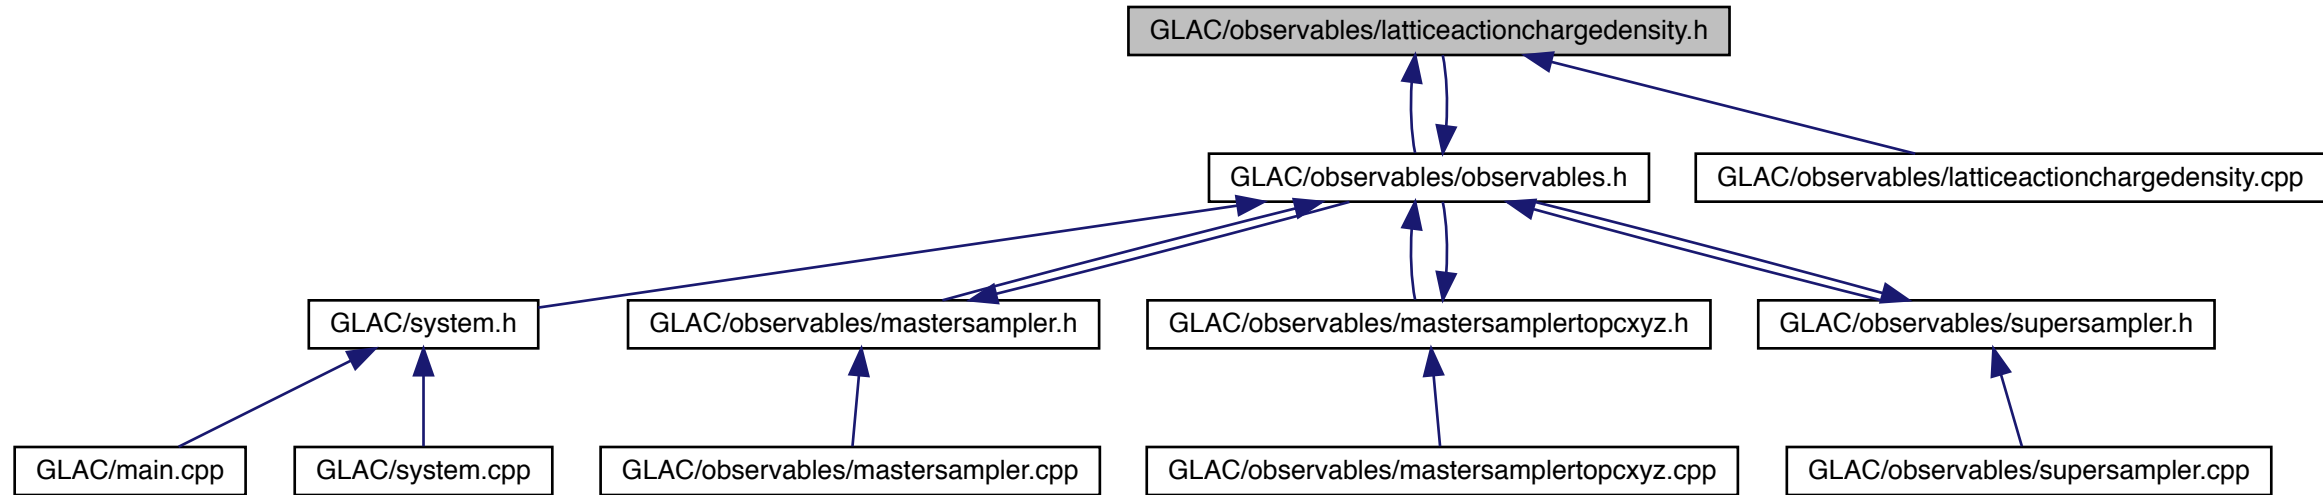 GLAC/observables/latticeactionchargedensity.h
GLAC/observables/observables.h
GLAC/observables/latticeactionchargedensity.cpp
GLAC/system.h
GLAC/observables/mastersampler.h
GLAC/observables/mastersamplertopcxyz.h
GLAC/observables/supersampler.h
GLAC/main.cpp
GLAC/system.cpp
GLAC/observables/mastersampler.cpp
GLAC/observables/mastersamplertopcxyz.cpp
GLAC/observables/supersampler.cpp